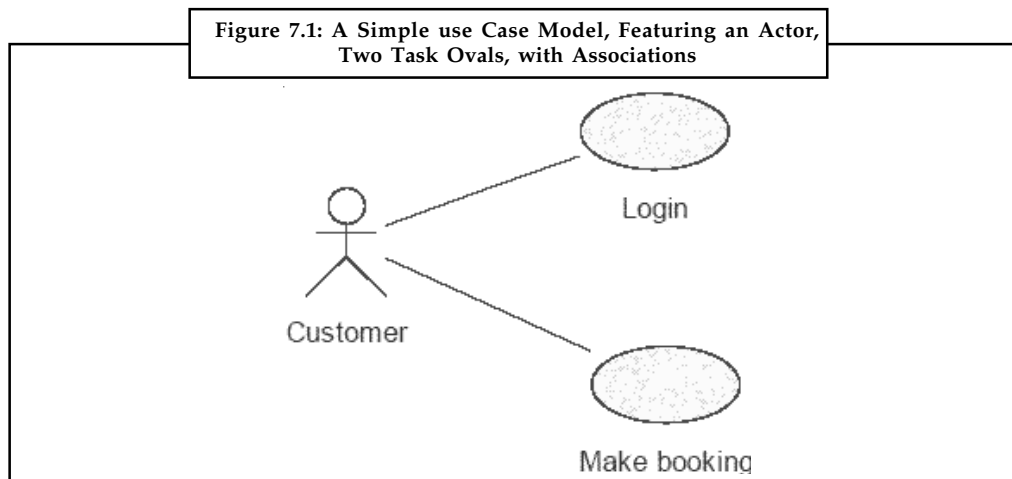 Figure 7.1: A Simple use Case Model, Featuring an Actor,
Two Task Ovals, with Associations
Login
Customer
Make booking